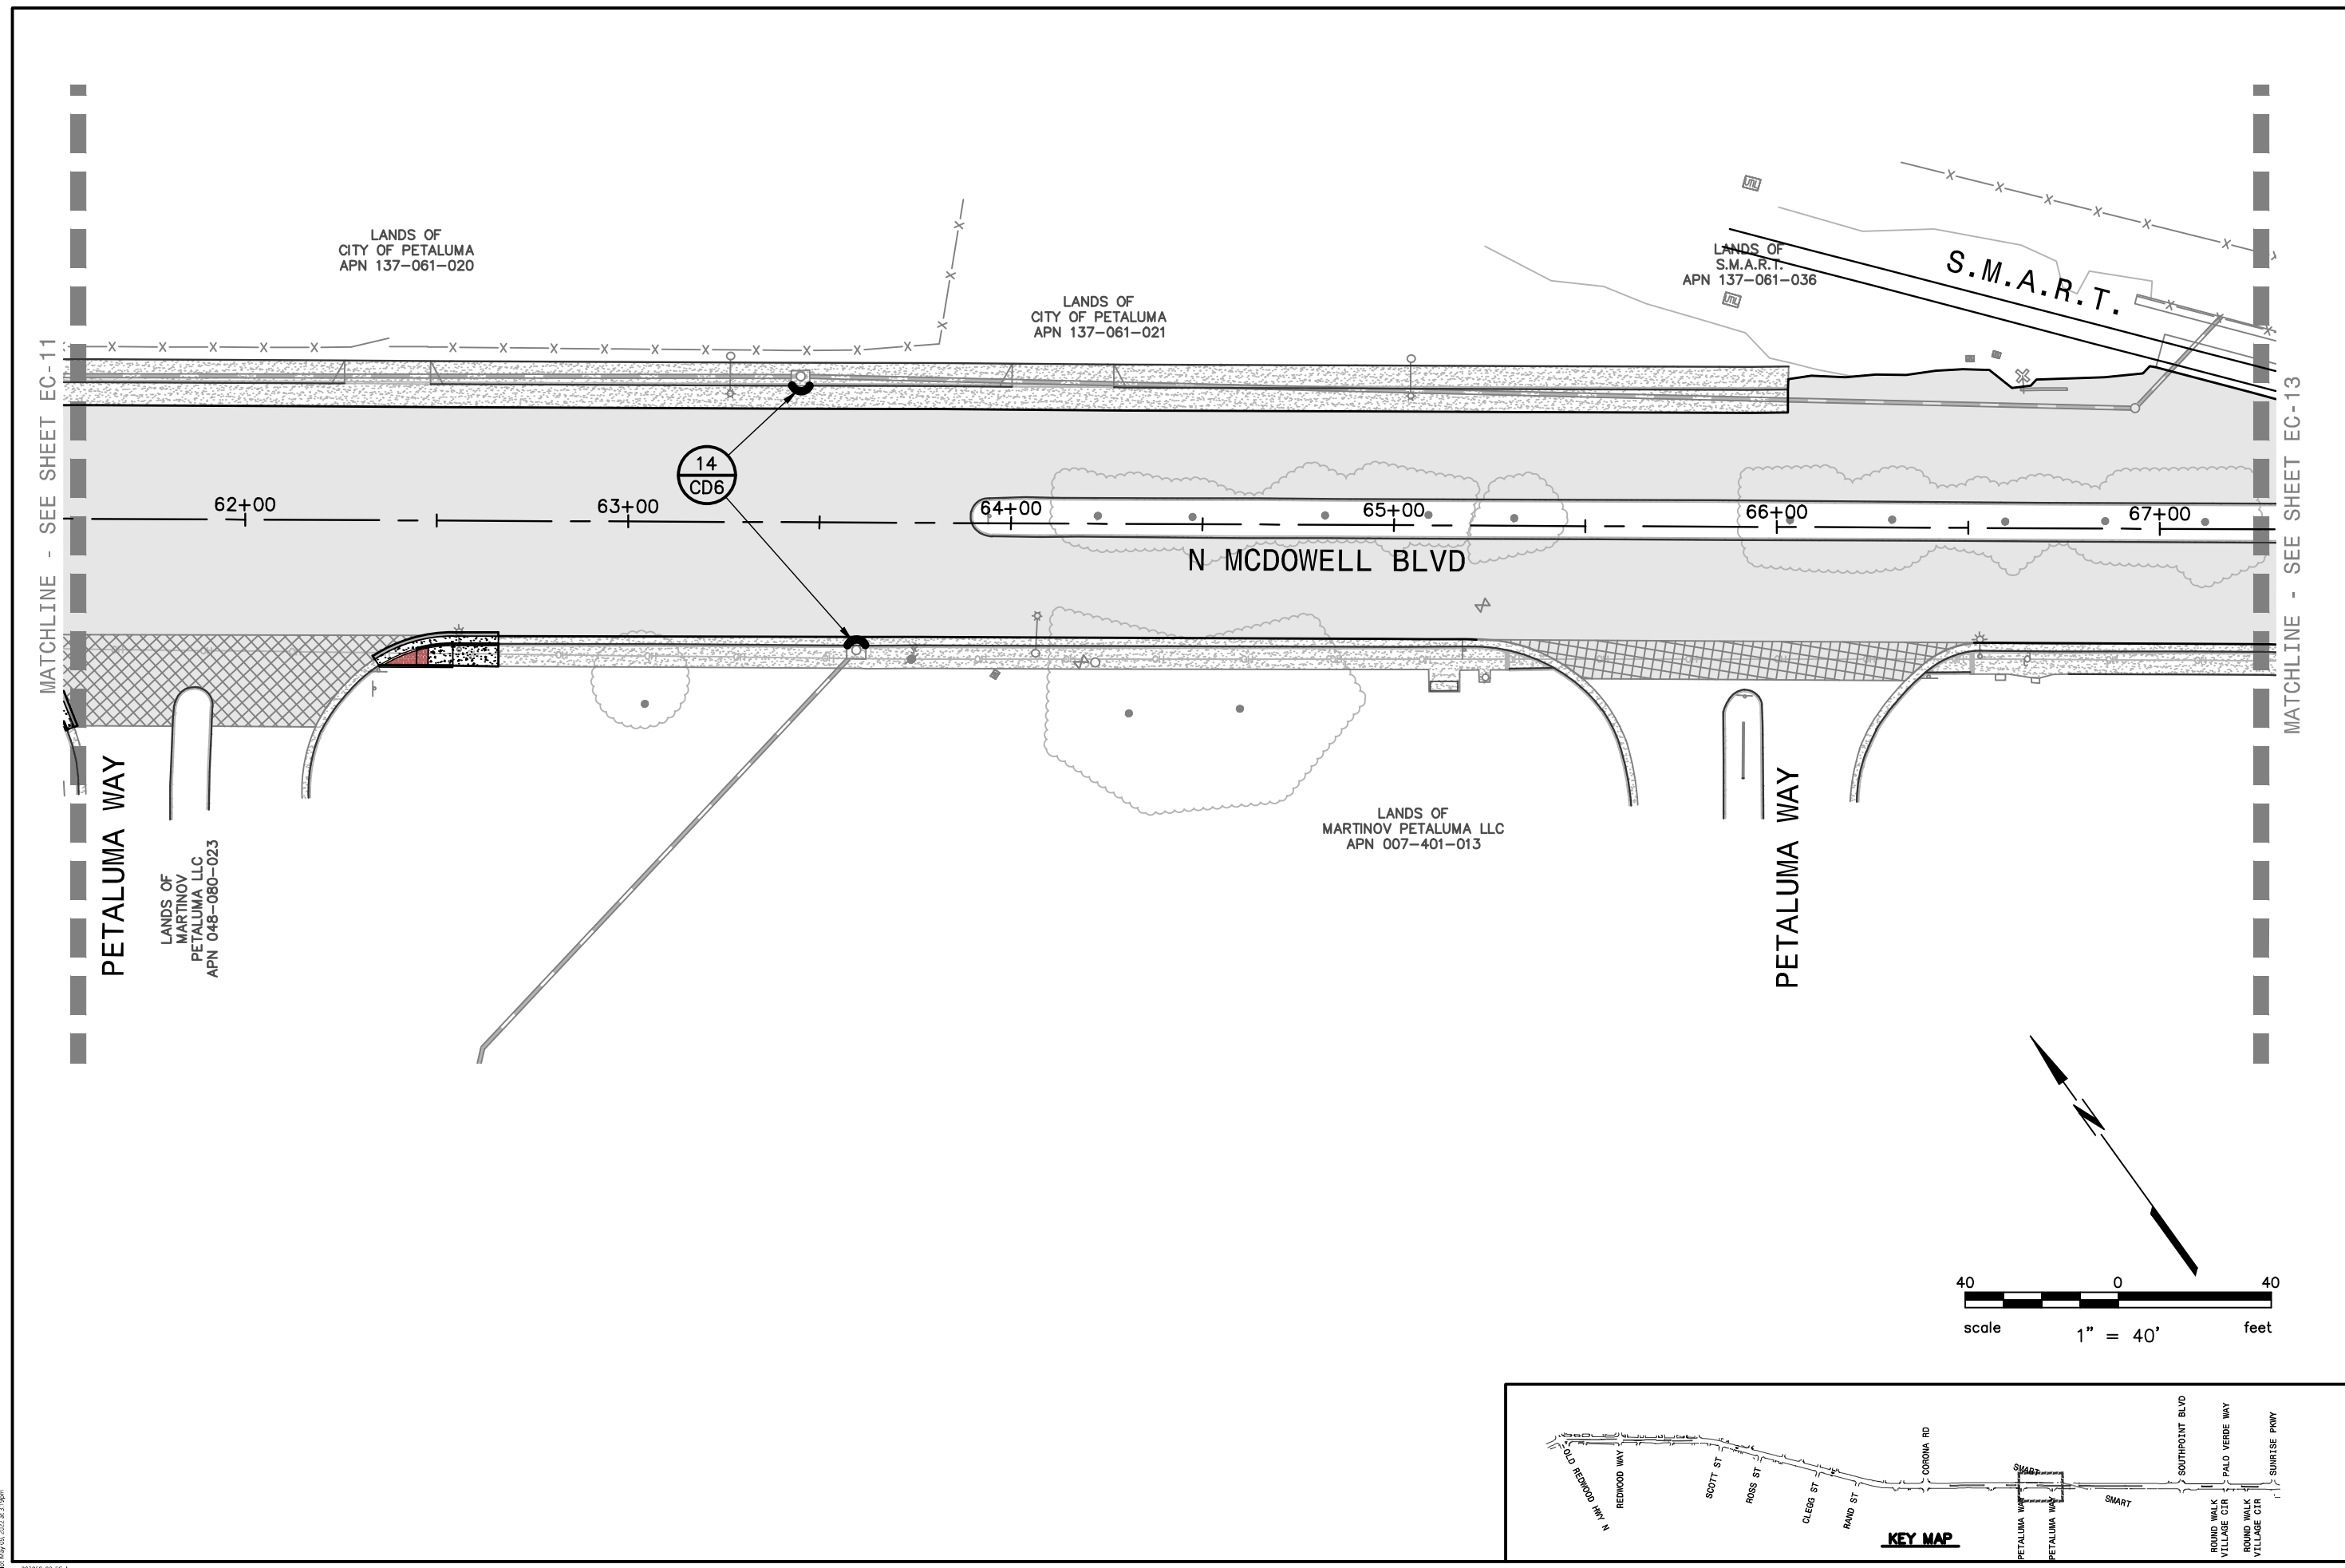 LANDS OF
CITY OF PETALUMA
APN 137-061-020
LANDS OF
CITY OF PETALUMA
APN 137-061-021
LANDS OF
S.M.A.R.T.
APN 137-061-036
S.M.A.R.T.
UTIL
UTIL
MATCHLINE - SEE SHEET EC-11
MATCHLINE - SEE SHEET EC-13
14
CD6
62+00
63+00
64+00
65+00
66+00
67+00
N MCDOWELL BLVD
PETALUMA WAY
LANDS OF
MARTINOV
PETALUMA LLC
APN 048-080-023
LANDS OF
MARTINOV PETALUMA LLC
APN 007-401-013
PETALUMA WAY
40 0 40
scale 1" = 40' feet
OLD REDWOOD HWY N
REDWOOD WAY
SCOTT ST
ROSS ST
CLEGG ST
RAND ST
CORONA RD
SMART
PETALUMA WAY
PETALUMA WAY
SMART
SOUTHPOINT BLVD
PALO VERDE WAY
SUNRISE PKWY
ROUND WALK
VILLAGE CIR
ROUND WALK
VILLAGE CIR
KEY MAP